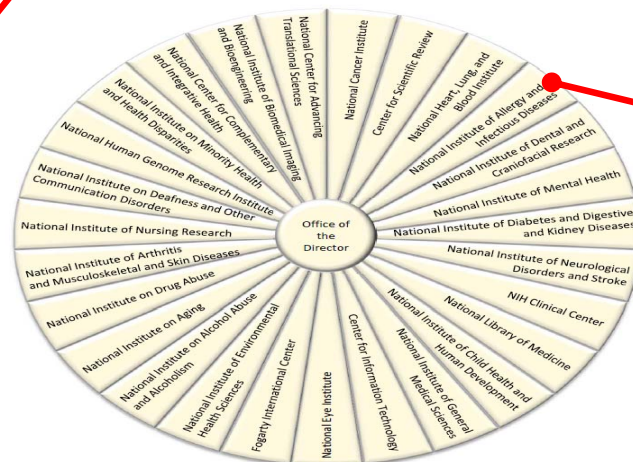 National Cancer Institute
Center for Scientific Review
National Heart, Lung, and
Blood Institute
National Institute of Allergy and
Infectious Diseases
National Institute of Dental and
Craniofacial Research
National Institute of Mental Health
National Institute of Diabetes and Digestive
and Kidney Diseases
National Institute of Neurological
Disorders and Stroke
NIH Clinical Center
National Library of Medicine
National Institute of Child Health and
Human Development
National Institute of General
Medical Sciences
Center for Information Technology
National Eye Institute
Fogarty International Center
National Institute of Environmental
Health Sciences
National Institute on Alcohol Abuse
and Alcoholism
National Institute on Aging
National Institute on Drug Abuse
National Institute of Arthritis
and Musculoskeletal and Skin Diseases
National Institute of Nursing Research
National Institute on Deafness and Other
Communication Disorders
National Human Genome Research Institute
National Institute on Minority Health
and Health Disparities
National Center for Complementary
and Integrative Health
National Institute of Biomedical Imaging
and Bioengineering
National Center for Advancing
Translational Sciences
Office of
the
Director